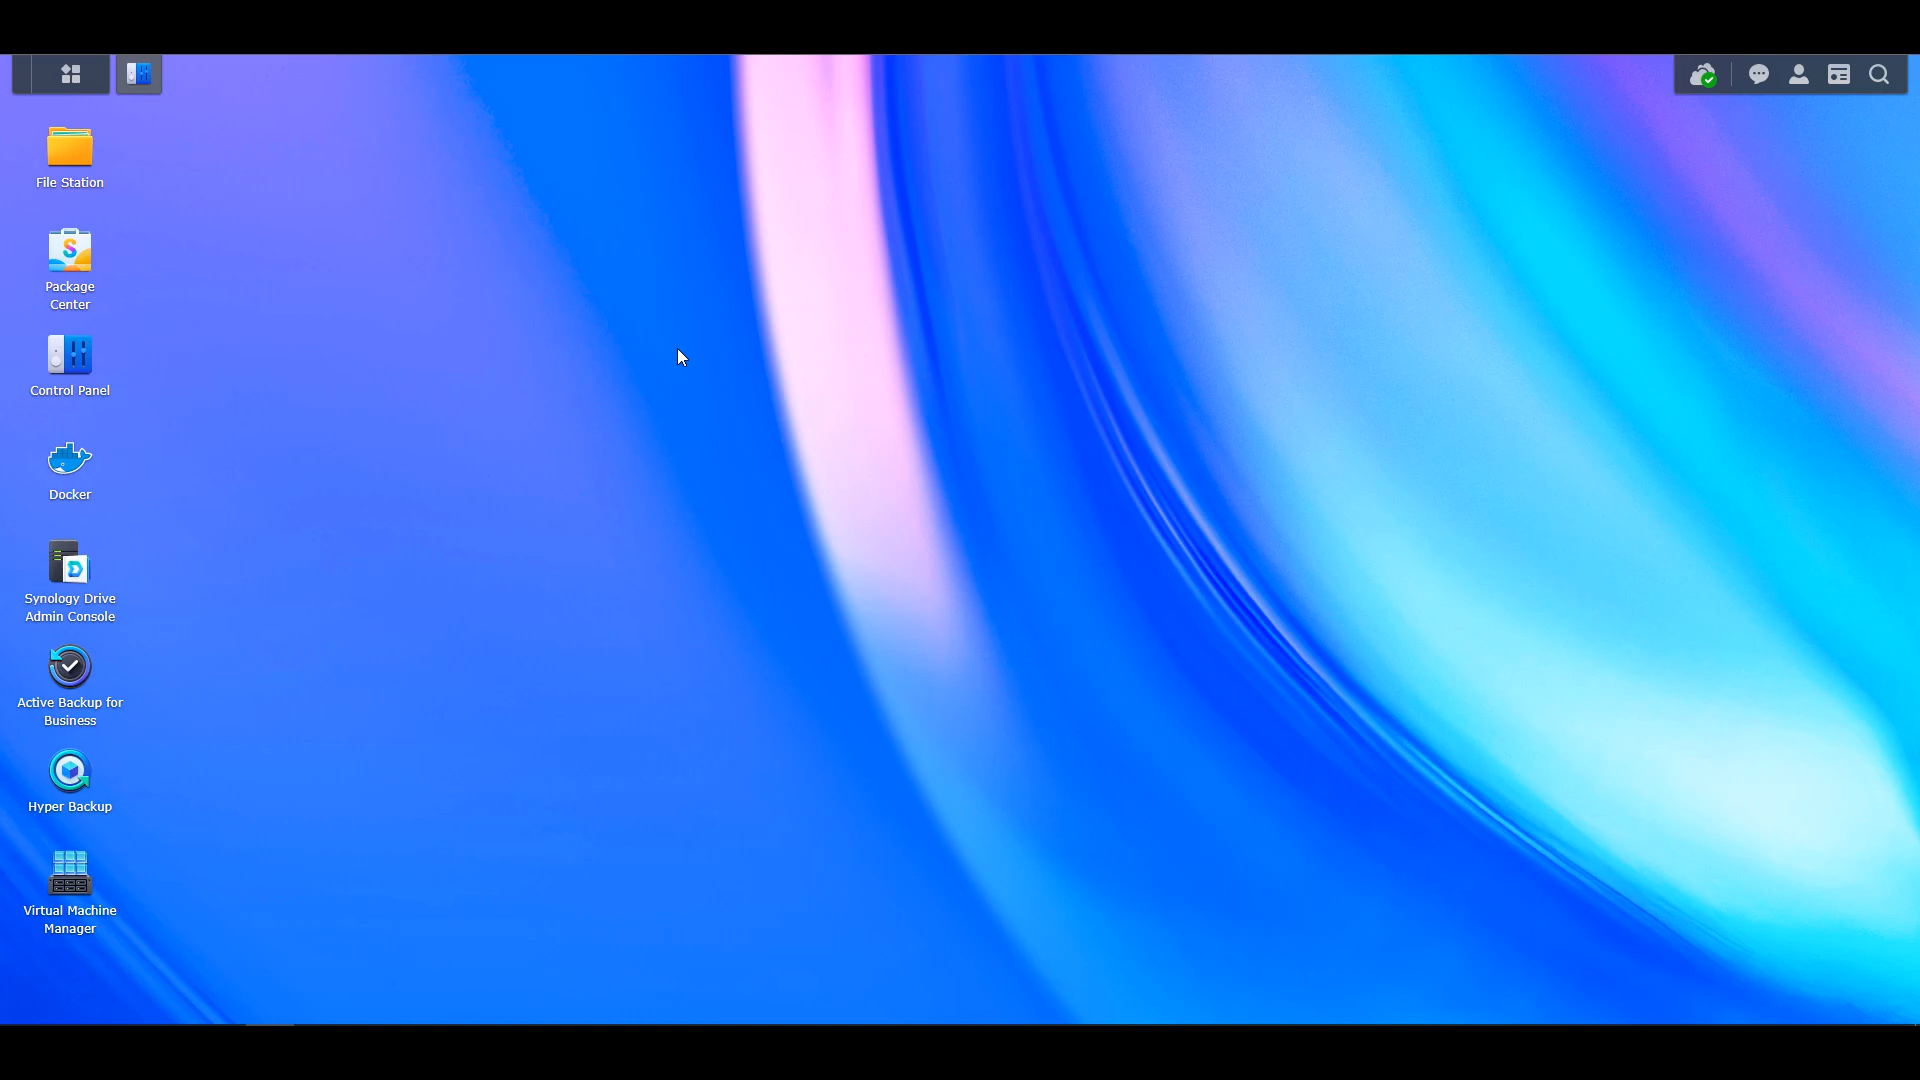 File Station
Package
Center
Control Panel
Docker
Synology Drive
Admin Console
Active Backup for
Business
Hyper Backup
Virtual Machine
Manager